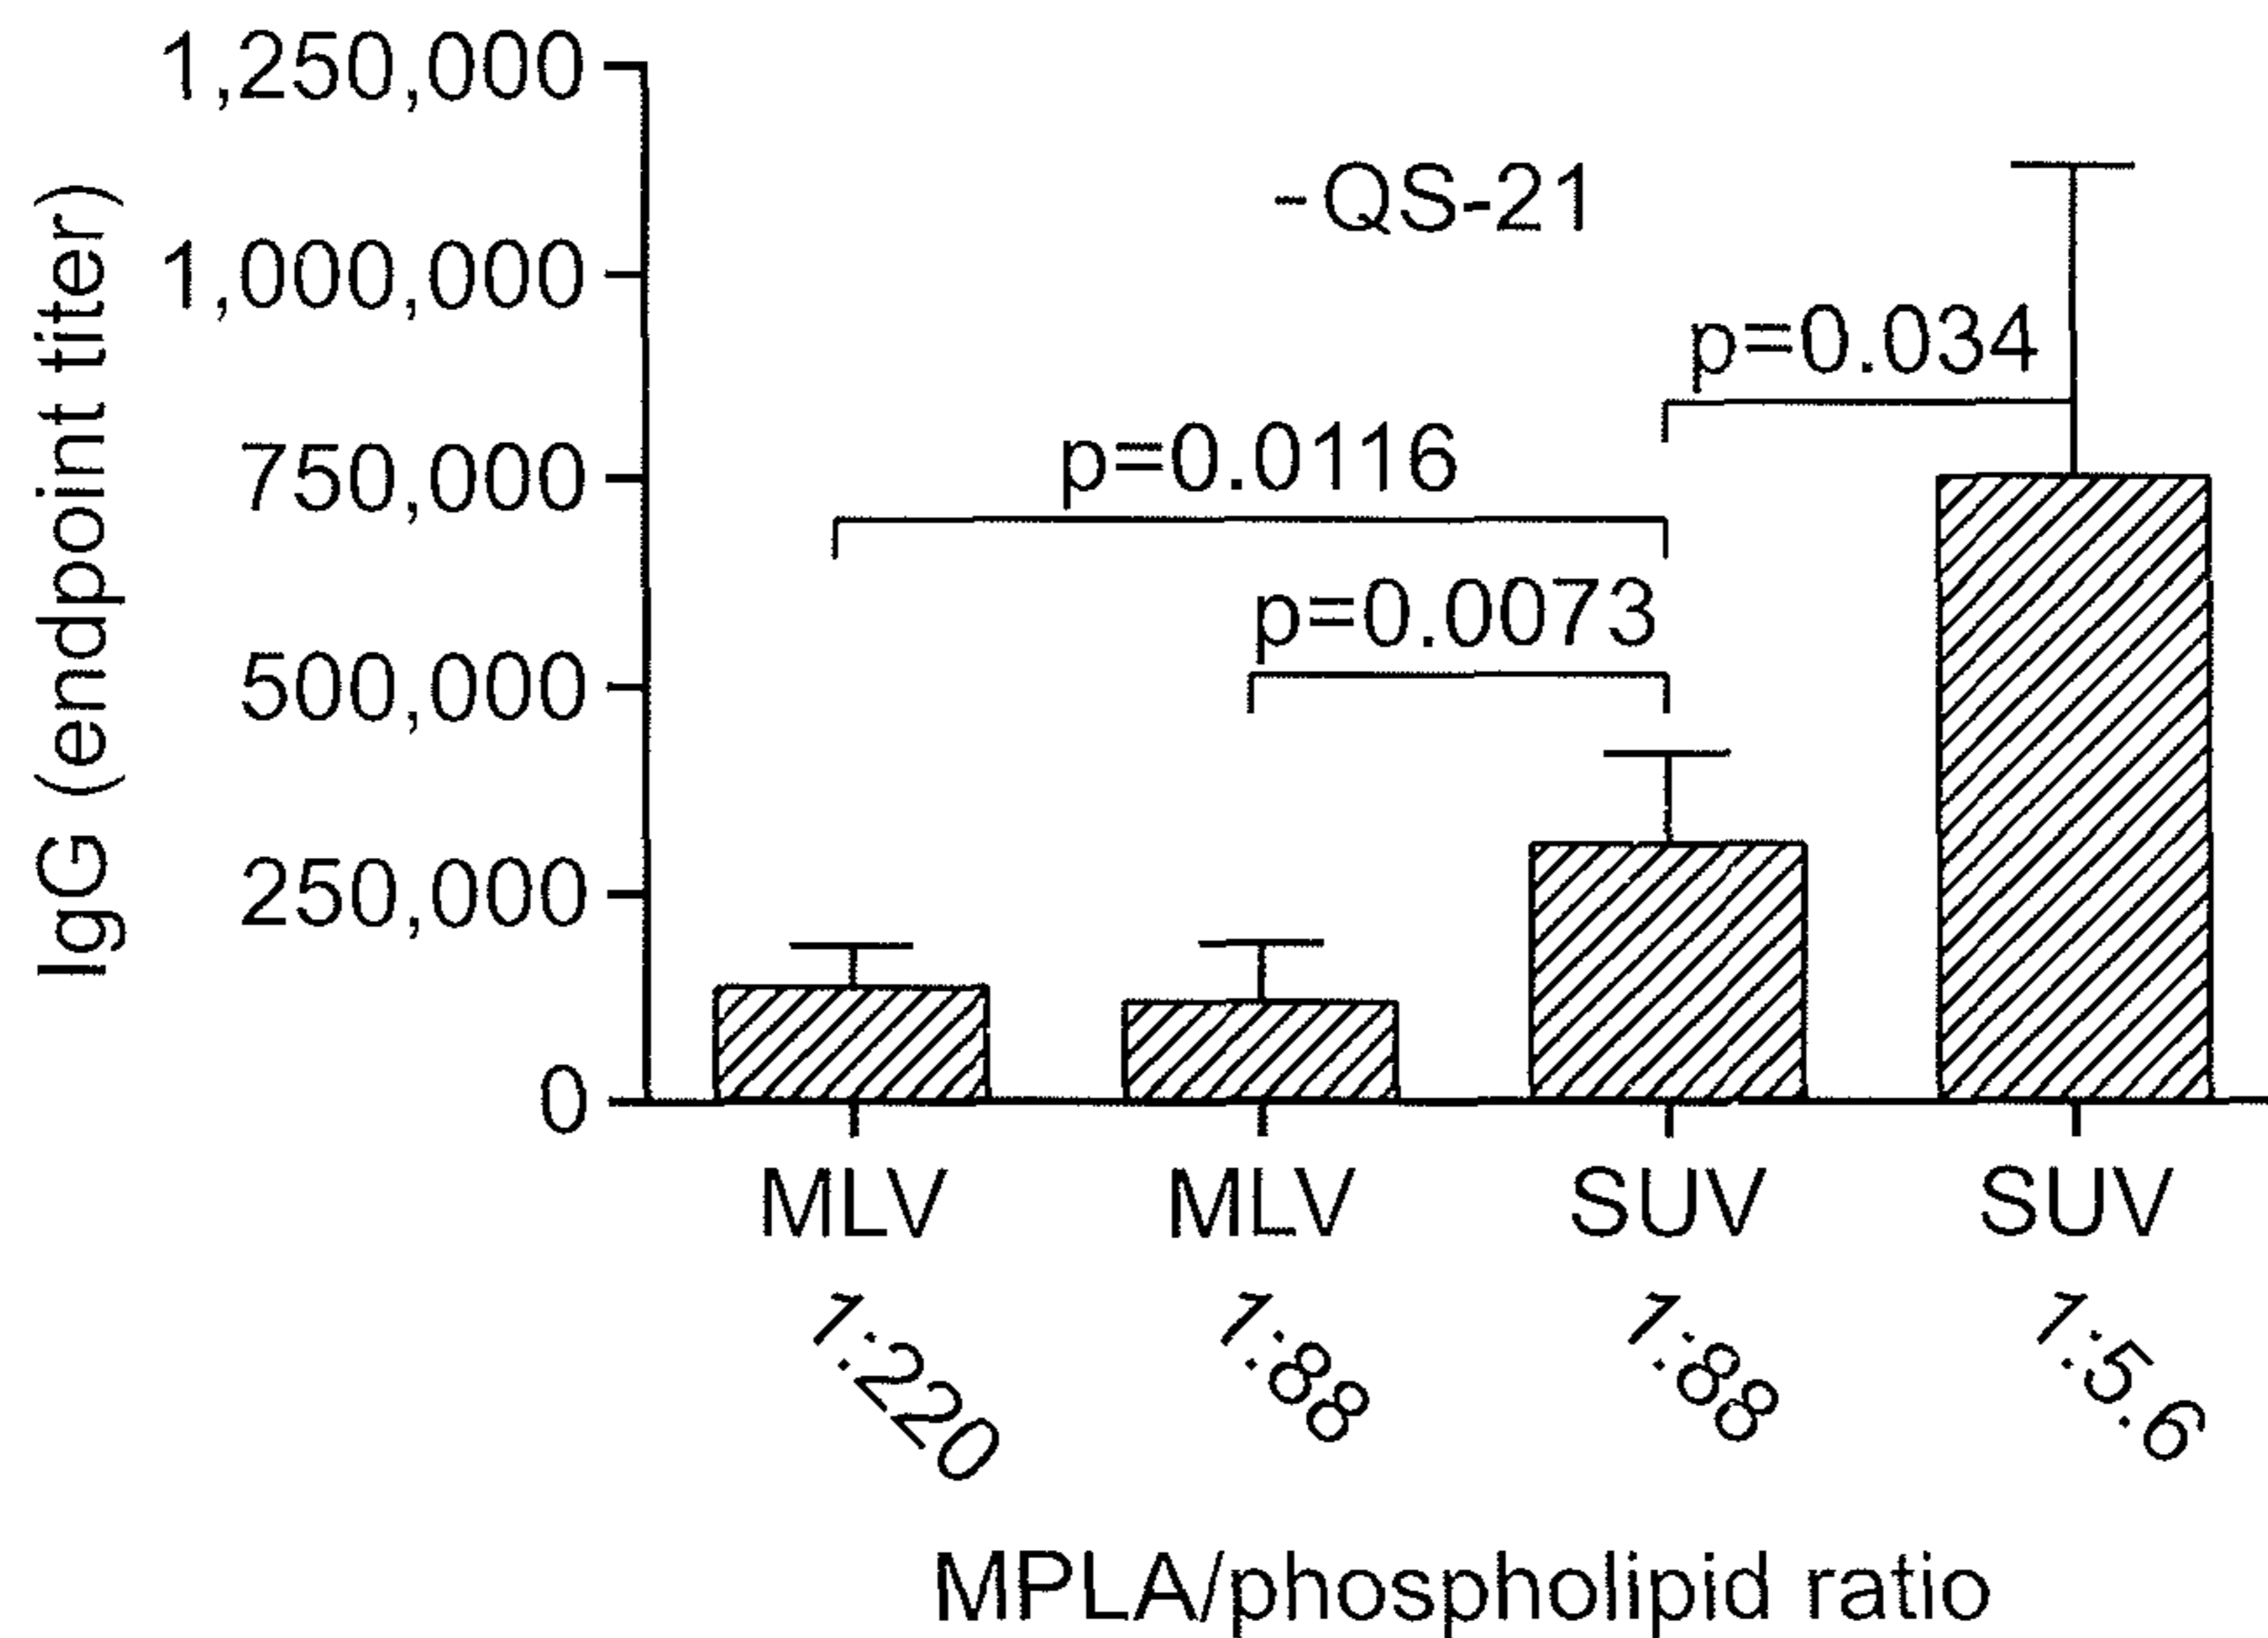 IgG (endpoint titer)
1,250,000
1,000,000
750,000
500,000
250,000
0
-QS-21
p=0.034
p=0.0116
p=0.0073
MLV MLV SUV SUV
1:220 1:88 1:88 1:5.6
MPLA/phospholipid ratio